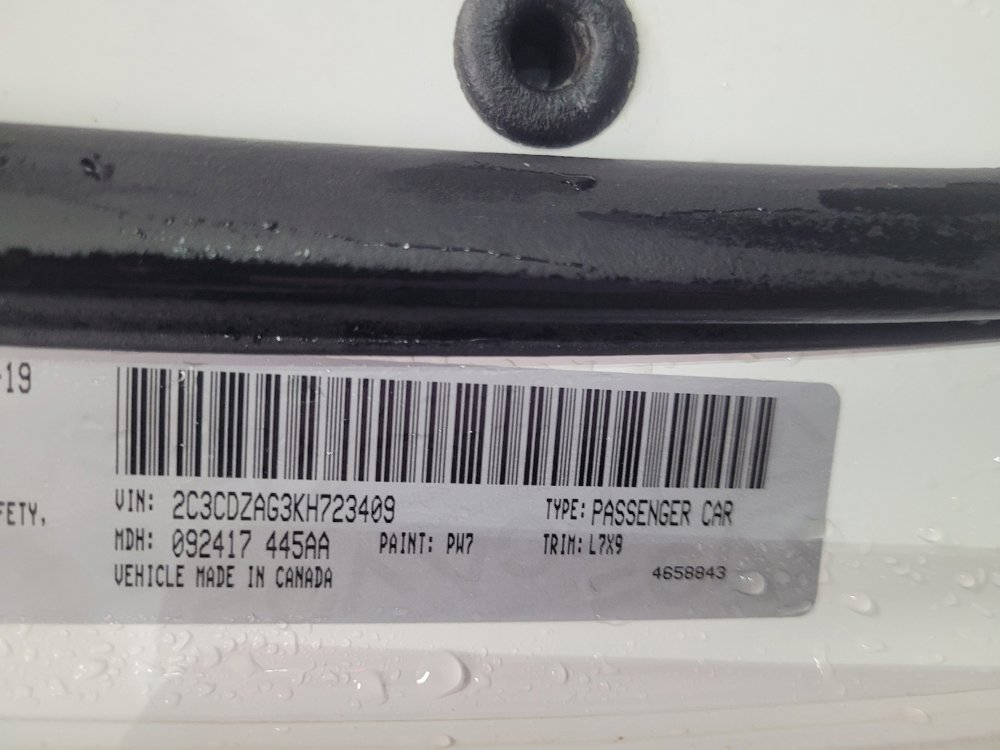 -19
FETY,
VIN: 2C3CDZAG3KH723409 TYPE: PASSENGER CAR
MDH: 092417 445AA PAINT: PW7 TRIM: L7X9
VEHICLE MADE IN CANADA 4658843